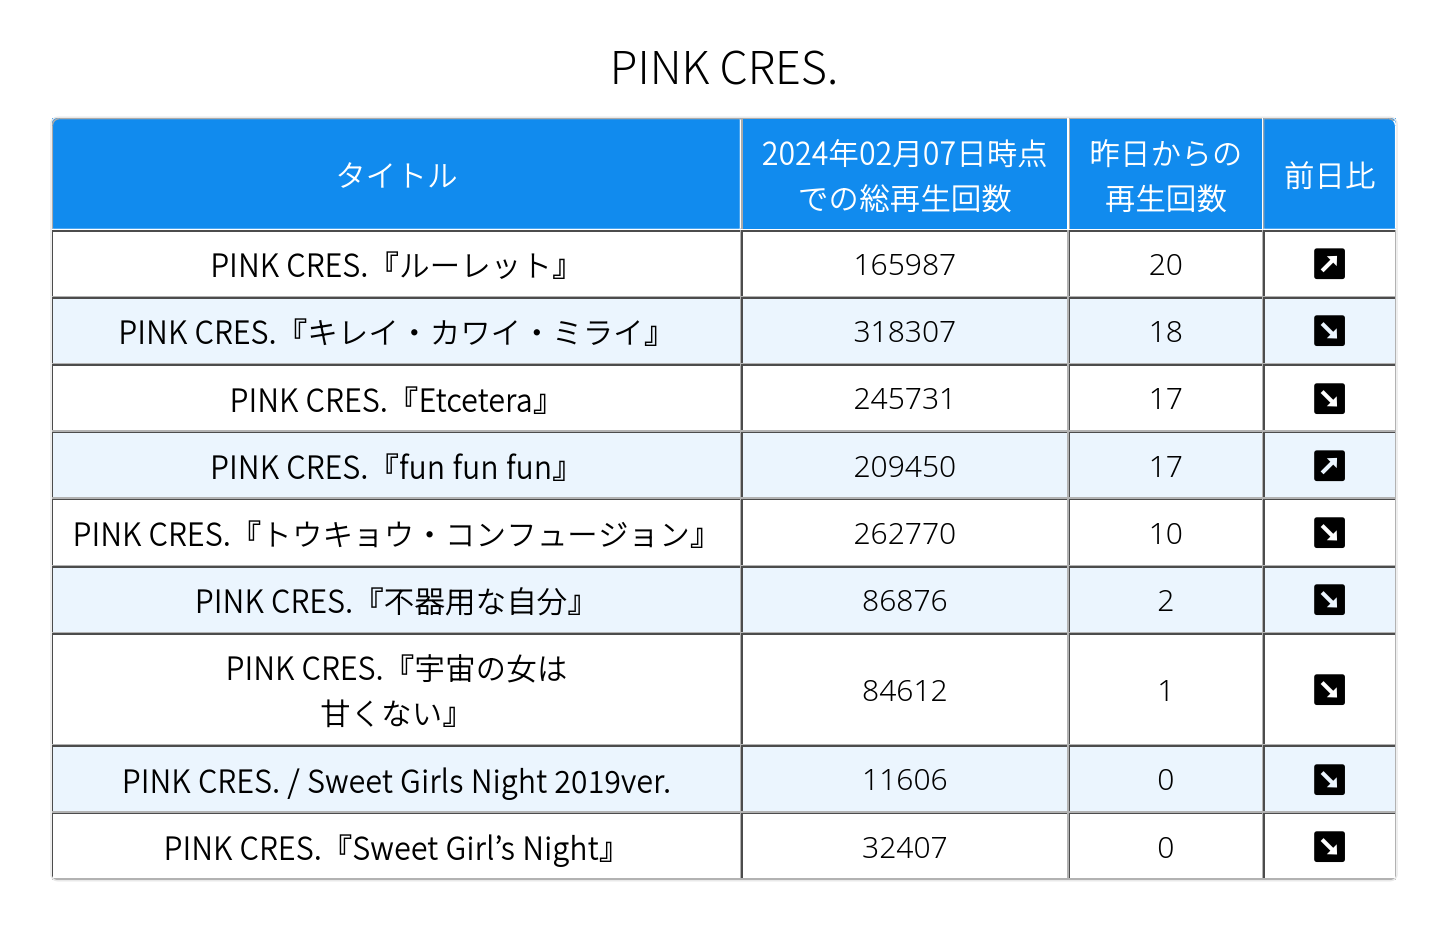 PINK CRES.
タイトル
2024年02月07日時点
での総再生回数
昨日からの
再生回数
前日比
PINK CRES.『ルーレット』 165987 20 ↗
PINK CRES.『キレイ・カワイ・ミライ』 318307 18 ↘
PINK CRES.『Etcetera』 245731 17 ↘
PINK CRES.『fun fun fun』 209450 17 ↗
PINK CRES.『トウキョウ・コンフュージョン』 262770 10 ↘
PINK CRES.『不器用な自分』 86876 2 ↘
PINK CRES.『宇宙の女は
甘くない』 84612 1 ↘
PINK CRES. / Sweet Girls Night 2019ver. 11606 0 ↘
PINK CRES.『Sweet Girl’s Night』 32407 0 ↘